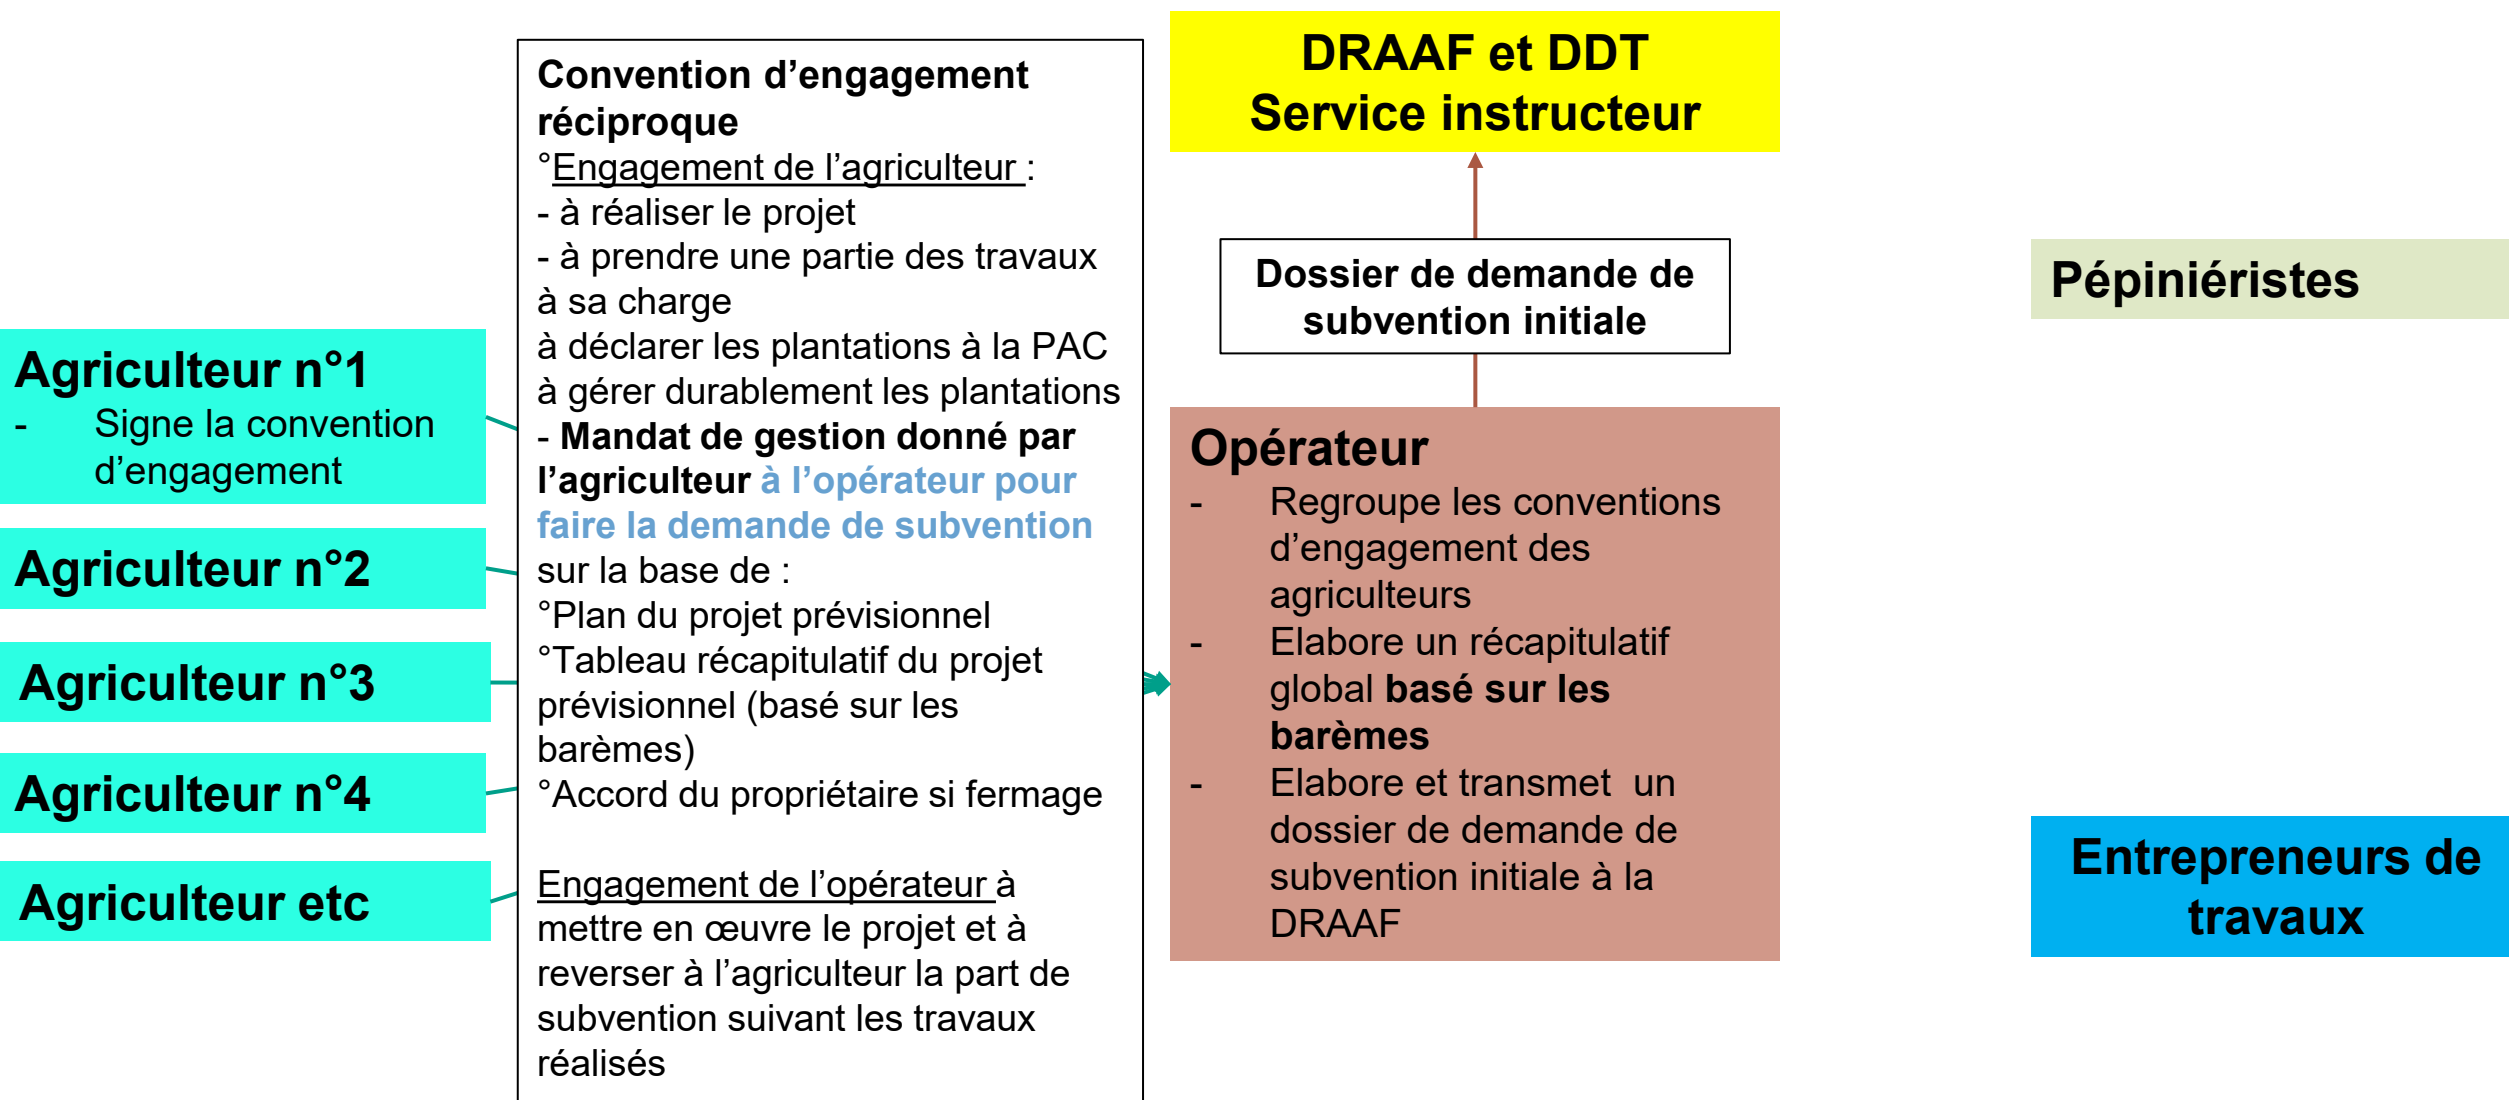 Agriculteur n°1
- Signe la convention
d’engagement
Agriculteur n°2
Agriculteur n°3
Agriculteur n°4
Agriculteur etc
Convention d’engagement
réciproque
°Engagement de l’agriculteur :
- à réaliser le projet
- à prendre une partie des travaux
à sa charge
à déclarer les plantations à la PAC
à gérer durablement les plantations
- Mandat de gestion donné par
l’agriculteur à l’opérateur pour
faire la demande de subvention
sur la base de :
°Plan du projet prévisionnel
°Tableau récapitulatif du projet
prévisionnel (basé sur les
barèmes)
°Accord du propriétaire si fermage
Engagement de l’opérateur à
mettre en œuvre le projet et à
reverser à l’agriculteur la part de
subvention suivant les travaux
réalisés
DRAAF et DDT
Service instructeur
Dossier de demande de
subvention initiale
Opérateur
- Regroupe les conventions
d’engagement des
agriculteurs
- Elabore un récapitulatif
global basé sur les
barèmes
- Elabore et transmet  un
dossier de demande de
subvention initiale à la
DRAAF
Pépiniéristes
Entrepreneurs de
travaux